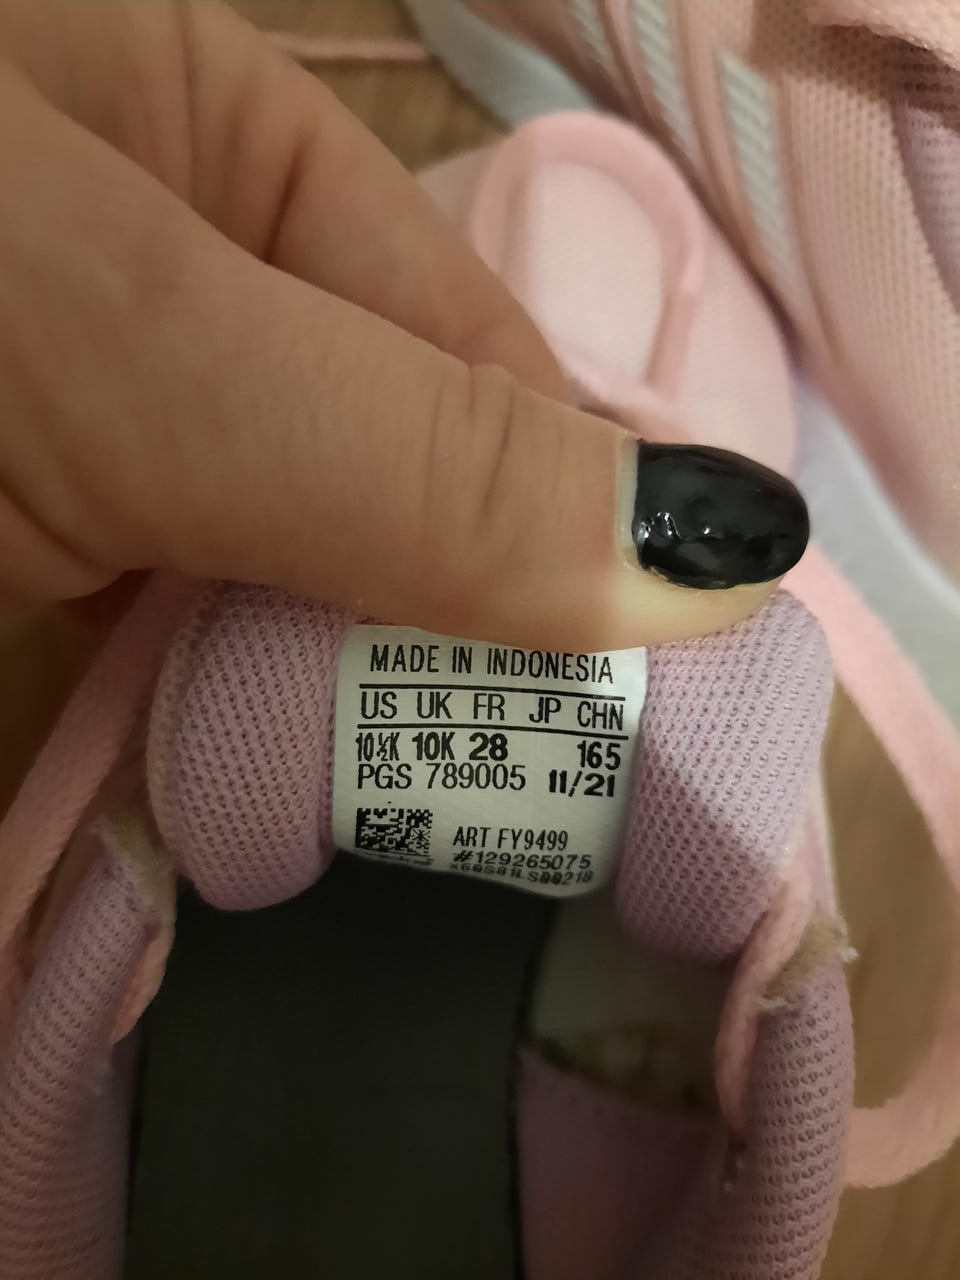 MADE IN INDONESIA
US UK FR JP CHN
10½K 10K 28 165
PGS 789005 11/21
ART FY9499
#129265075